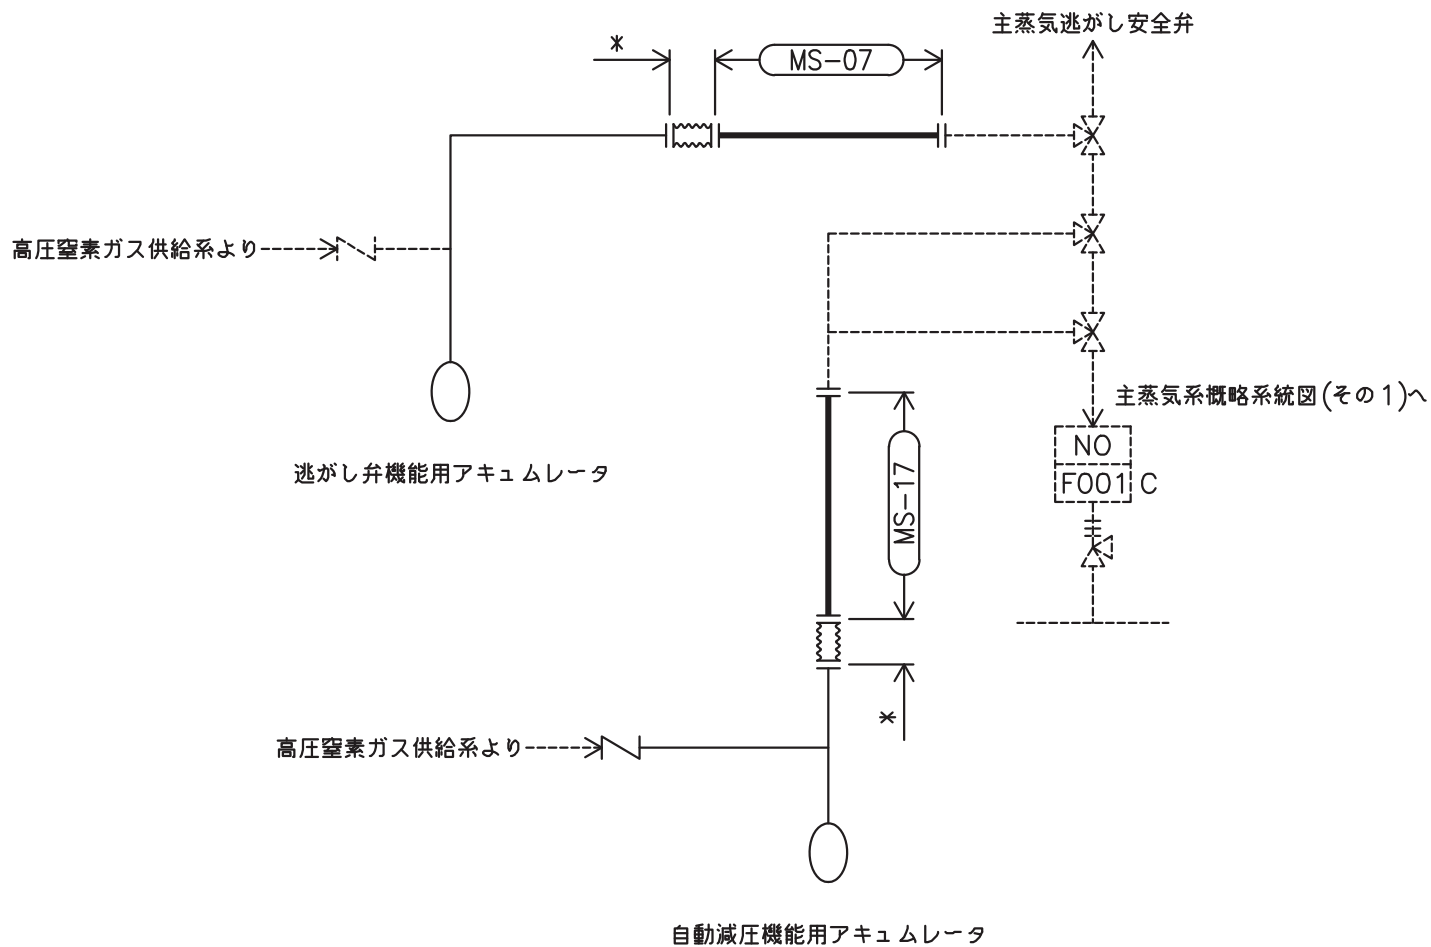 主蒸気逃がし安全弁
*
MS-07
高圧窒素ガス供給系より
主蒸気系概略系統図(その1)へ
NO
F001 C
逃がし弁機能用アキュムレータ
MS-17
*
高圧窒素ガス供給系より
自動減圧機能用アキュムレータ